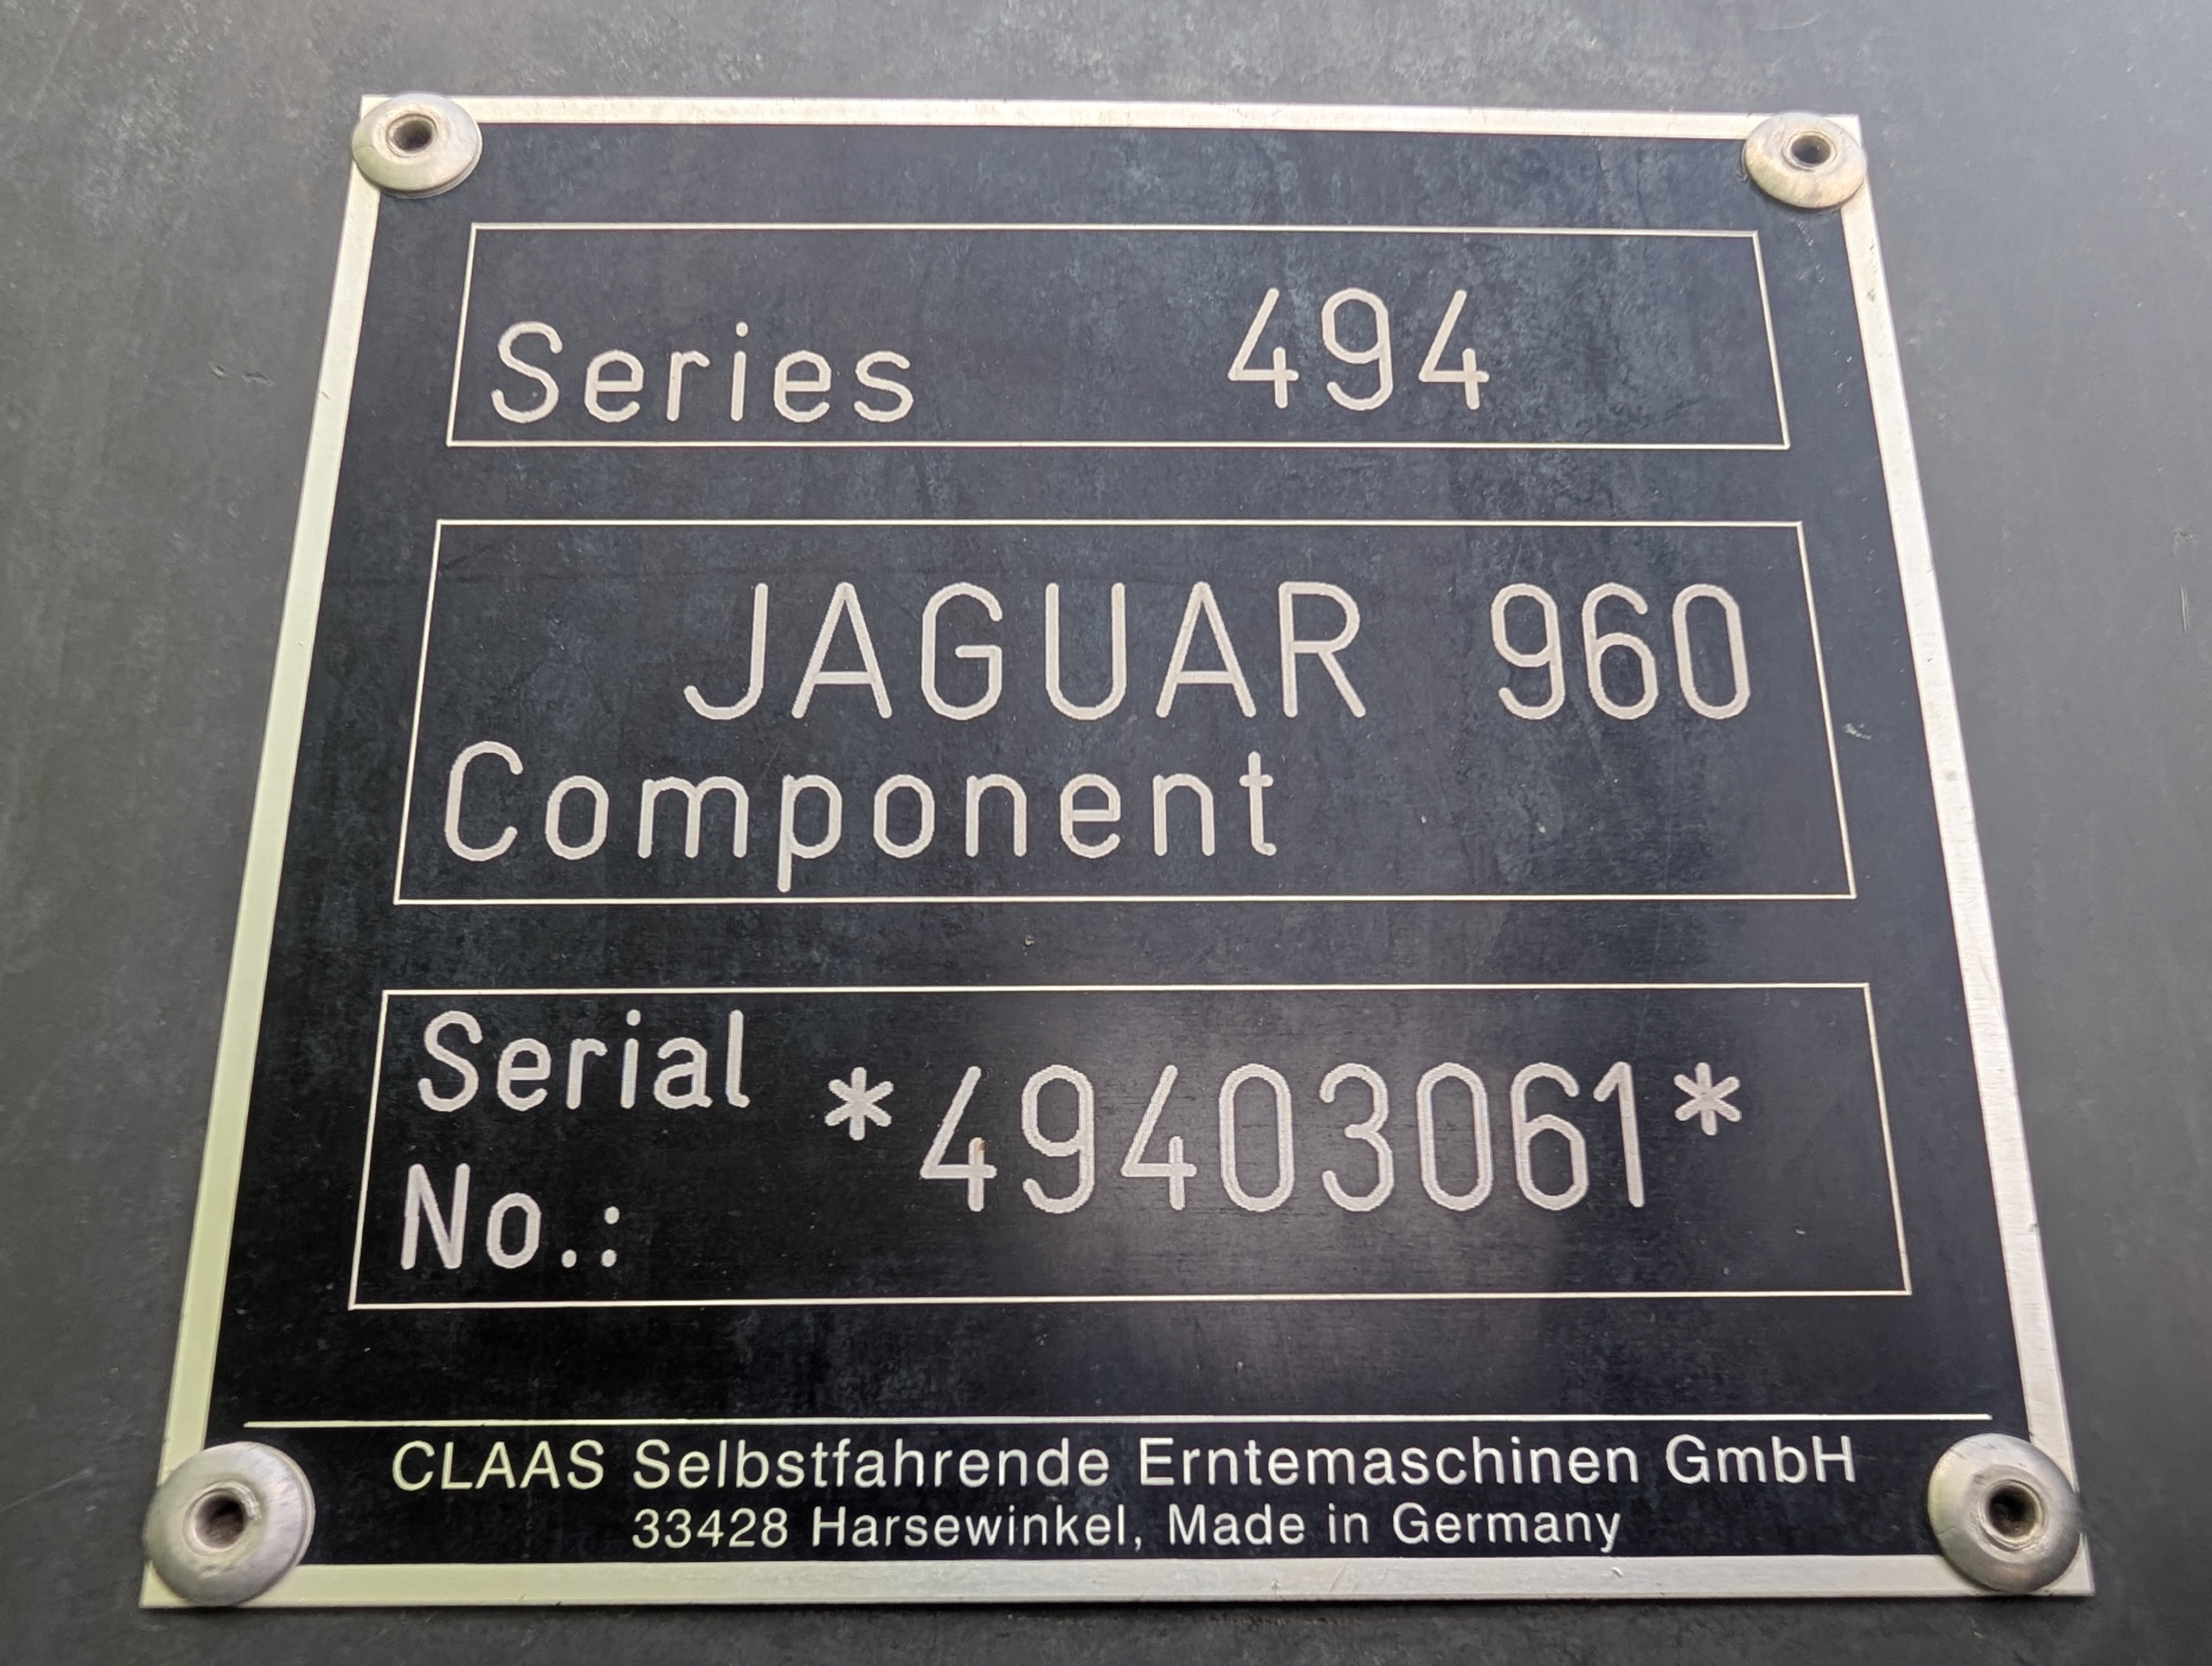 Series 494
JAGUAR 960
Component
Serial
No.: *49403061*
CLAAS Selbstfahrende Erntemaschinen GmbH
33428 Harsewinkel, Made in Germany